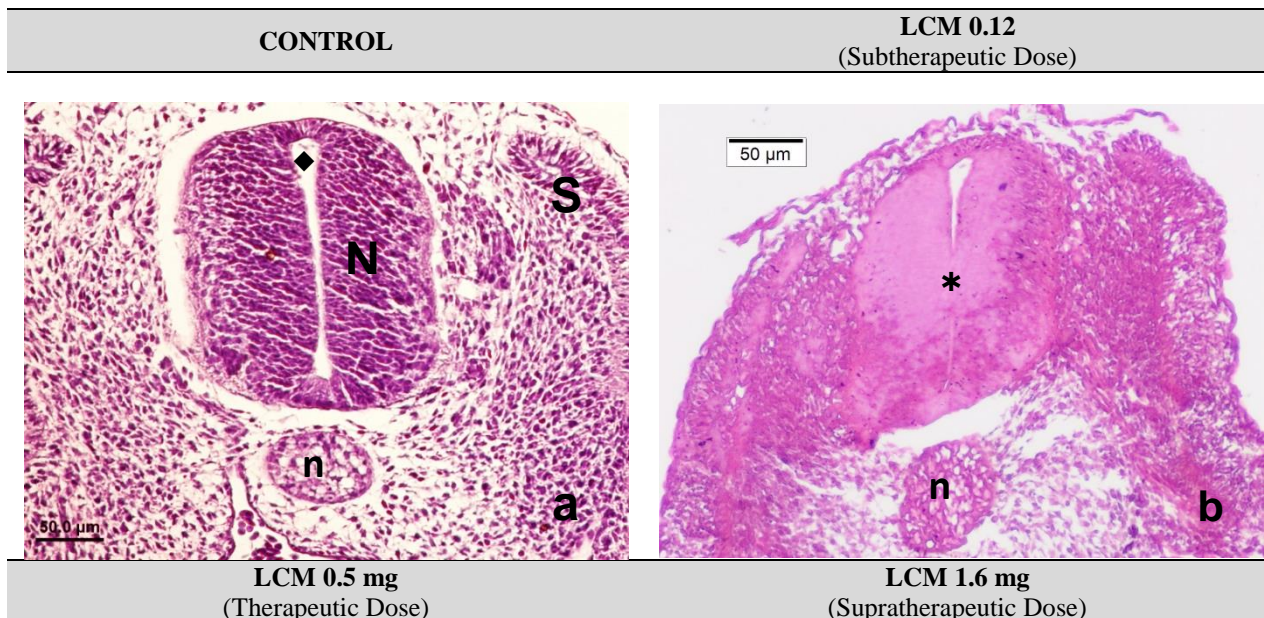 CONTROL
LCM 0.12
(Subtherapeutic Dose)
S
N
n
a
50.0 µm
50 µm
*
n
b
LCM 0.5 mg
(Therapeutic Dose)
LCM 1.6 mg
(Supratherapeutic Dose)